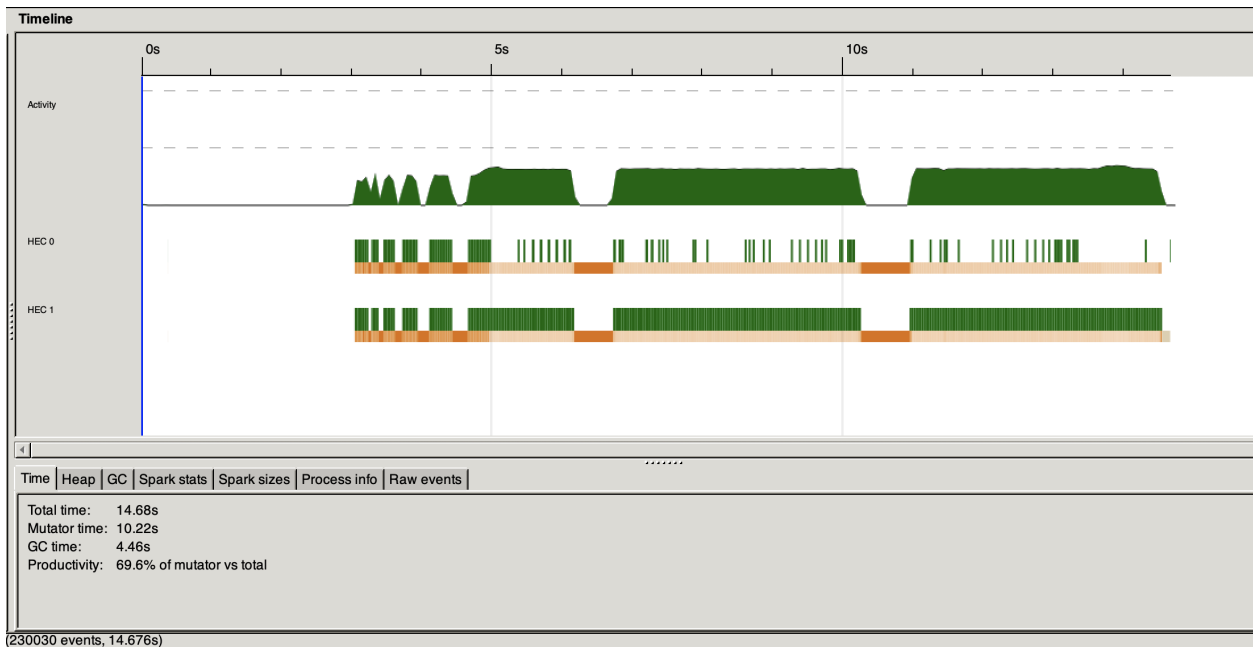 Timeline
0s 5s 10s
Activity
HEC 0
HEC 1
Time Heap GC Spark stats Spark sizes Process info Raw events
Total time: 14.68s
Mutator time: 10.22s
GC time: 4.46s
Productivity: 69.6% of mutator vs total
(230030 events, 14.676s)